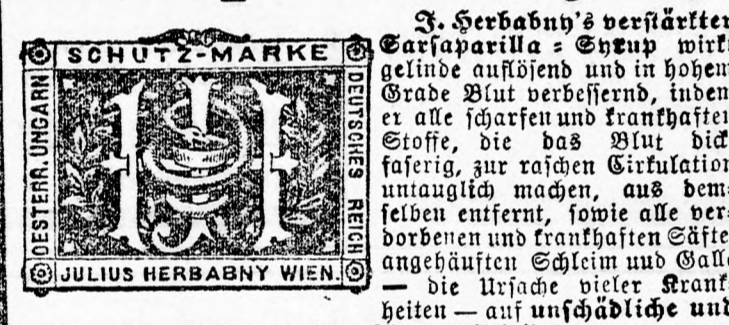 SCHUTZ-MARKE
OESTERR. UNGARN
DEUTSCHES REICH
JH
JULIUS HERBABNY WIEN.
J. Herbabny's verstärkter
Sarsaparilla = Syrup wirkt
gelinde auflösend und in hohem
Grade Blut verbessernd, indem
er alle scharfen und krankhaften
Stoffe, die das Blut dick,
faserig, zur raschen Cirkulation
untauglich machen, aus dem=
selben entfernt, sowie alle ver=
dorbenen und krankhaften Säfte,
angehäuften Schleim und Galle
— die Ursache vieler Krank=
heiten — auf unschädliche und